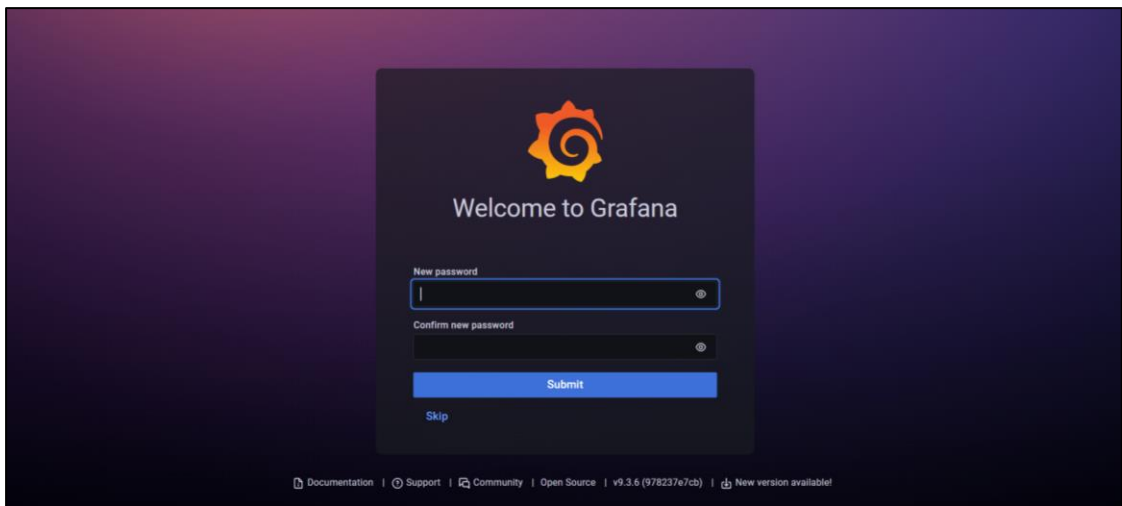 Welcome to Grafana
New password
Confirm new password
Submit
Skip
Documentation | Support | Community | Open Source | v9.3.6 (978237e7cb) | New version available!